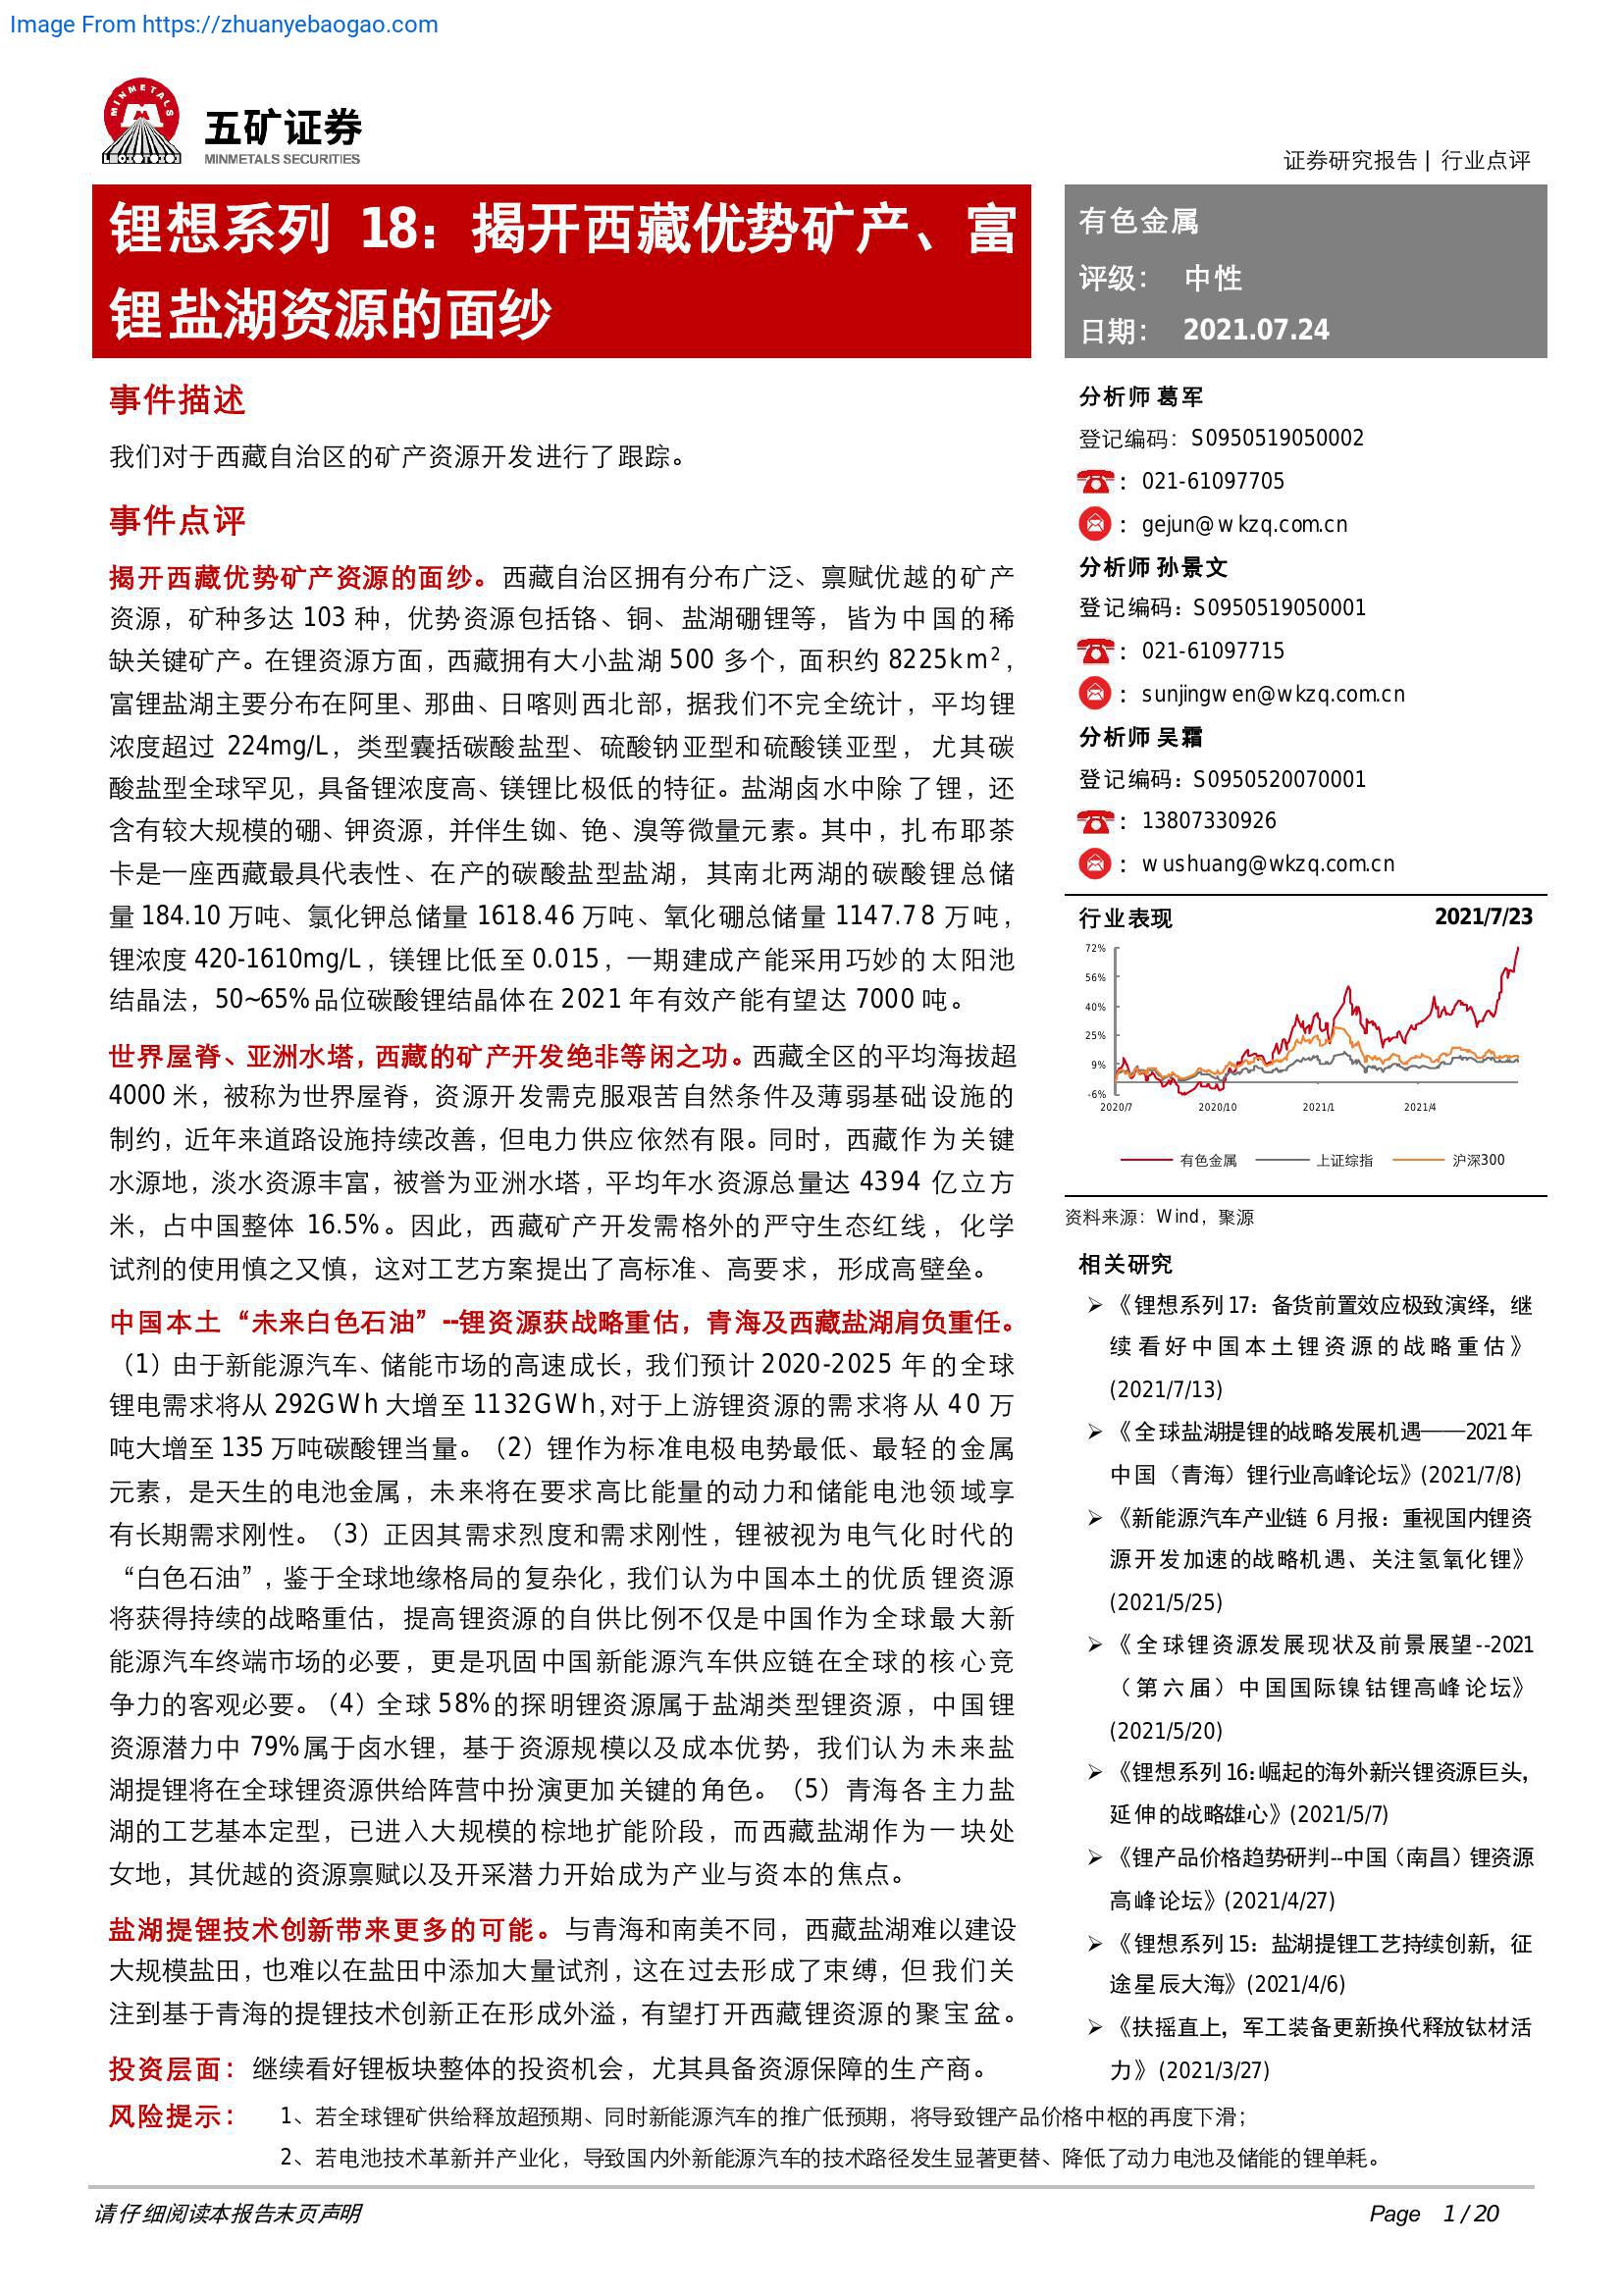 Image From https://zhuanyebaogao.com
MINMETALS
五矿证券
MINMETALS SECURITIES
证券研究报告 | 行业点评
锂想系列 18：揭开西藏优势矿产、富
锂盐湖资源的面纱
有色金属
评级： 中性
日期： 2021.07.24
事件描述
我们对于西藏自治区的矿产资源开发进行了跟踪。
事件点评
揭开西藏优势矿产资源的面纱。西藏自治区拥有分布广泛、禀赋优越的矿产
资源，矿种多达 103 种，优势资源包括铬、铜、盐湖硼锂等，皆为中国的稀
缺关键矿产。在锂资源方面，西藏拥有大小盐湖 500 多个，面积约 8225km²，
富锂盐湖主要分布在阿里、那曲、日喀则西北部，据我们不完全统计，平均锂
浓度超过 224mg/L，类型囊括碳酸盐型、硫酸钠亚型和硫酸镁亚型，尤其碳
酸盐型全球罕见，具备锂浓度高、镁锂比极低的特征。盐湖卤水中除了锂，还
含有较大规模的硼、钾资源，并伴生铷、铯、溴等微量元素。其中，扎布耶茶
卡是一座西藏最具代表性、在产的碳酸盐型盐湖，其南北两湖的碳酸锂总储
量 184.10 万吨、氯化钾总储量 1618.46 万吨、氧化硼总储量 1147.78 万吨，
锂浓度 420-1610mg/L，镁锂比低至 0.015，一期建成产能采用巧妙的太阳池
结晶法，50~65%品位碳酸锂结晶体在 2021 年有效产能有望达 7000 吨。
世界屋脊、亚洲水塔，西藏的矿产开发绝非等闲之功。西藏全区的平均海拔超
4000 米，被称为世界屋脊，资源开发需克服艰苦自然条件及薄弱基础设施的
制约，近年来道路设施持续改善，但电力供应依然有限。同时，西藏作为关键
水源地，淡水资源丰富，被誉为亚洲水塔，平均年水资源总量达 4394 亿立方
米，占中国整体 16.5%。因此，西藏矿产开发需格外的严守生态红线，化学
试剂的使用慎之又慎，这对工艺方案提出了高标准、高要求，形成高壁垒。
中国本土“未来白色石油”--锂资源获战略重估，青海及西藏盐湖肩负重任。
（1）由于新能源汽车、储能市场的高速成长，我们预计 2020-2025 年的全球
锂电需求将从 292GWh 大增至 1132GWh，对于上游锂资源的需求将从 40 万
吨大增至 135 万吨碳酸锂当量。（2）锂作为标准电极电势最低、最轻的金属
元素，是天生的电池金属，未来将在要求高比能量的动力和储能电池领域享
有长期需求刚性。（3）正因其需求烈度和需求刚性，锂被视为电气化时代的
“白色石油”，鉴于全球地缘格局的复杂化，我们认为中国本土的优质锂资源
将获得持续的战略重估，提高锂资源的自供比例不仅是中国作为全球最大新
能源汽车终端市场的必要，更是巩固中国新能源汽车供应链在全球的核心竞
争力的客观必要。（4）全球 58%的探明锂资源属于盐湖类型锂资源，中国锂
资源潜力中 79%属于卤水锂，基于资源规模以及成本优势，我们认为未来盐
湖提锂将在全球锂资源供给阵营中扮演更加关键的角色。（5）青海各主力盐
湖的工艺基本定型，已进入大规模的棕地扩能阶段，而西藏盐湖作为一块处
女地，其优越的资源禀赋以及开采潜力开始成为产业与资本的焦点。
盐湖提锂技术创新带来更多的可能。与青海和南美不同，西藏盐湖难以建设
大规模盐田，也难以在盐田中添加大量试剂，这在过去形成了束缚，但我们关
注到基于青海的提锂技术创新正在形成外溢，有望打开西藏锂资源的聚宝盆。
投资层面：继续看好锂板块整体的投资机会，尤其具备资源保障的生产商。
风险提示： 1、若全球锂矿供给释放超预期、同时新能源汽车的推广低预期，将导致锂产品价格中枢的再度下滑；
2、若电池技术革新并产业化，导致国内外新能源汽车的技术路径发生显著更替、降低了动力电池及储能的锂单耗。
分析师 葛军
登记编码：S0950519050002
：021-61097705
：gejun@wkzq.com.cn
分析师 孙景文
登记编码：S0950519050001
：021-61097715
：sunjingwen@wkzq.com.cn
分析师 吴霜
登记编码：S0950520070001
：13807330926
：wushuang@wkzq.com.cn
行业表现 2021/7/23
72%
56%
40%
25%
9%
-6%
2020/7 2020/10 2021/1 2021/4
有色金属 上证综指 沪深300
资料来源：Wind，聚源
相关研究
➢《锂想系列 17：备货前置效应极致演绎，继
续看好中国本土锂资源的战略重估》
(2021/7/13)
➢《全球盐湖提锂的战略发展机遇——2021 年
中国（青海）锂行业高峰论坛》(2021/7/8)
➢《新能源汽车产业链 6 月报：重视国内锂资
源开发加速的战略机遇、关注氢氧化锂》
(2021/5/25)
➢《全球锂资源发展现状及前景展望--2021
（第六届）中国国际镍钴锂高峰论坛》
(2021/5/20)
➢《锂想系列 16：崛起的海外新兴锂资源巨头，
延伸的战略雄心》(2021/5/7)
➢《锂产品价格趋势研判--中国（南昌）锂资源
高峰论坛》(2021/4/27)
➢《锂想系列 15：盐湖提锂工艺持续创新，征
途星辰大海》(2021/4/6)
➢《扶摇直上，军工装备更新换代释放钛材活
力》(2021/3/27)
请仔细阅读本报告末页声明
Page 1 / 20